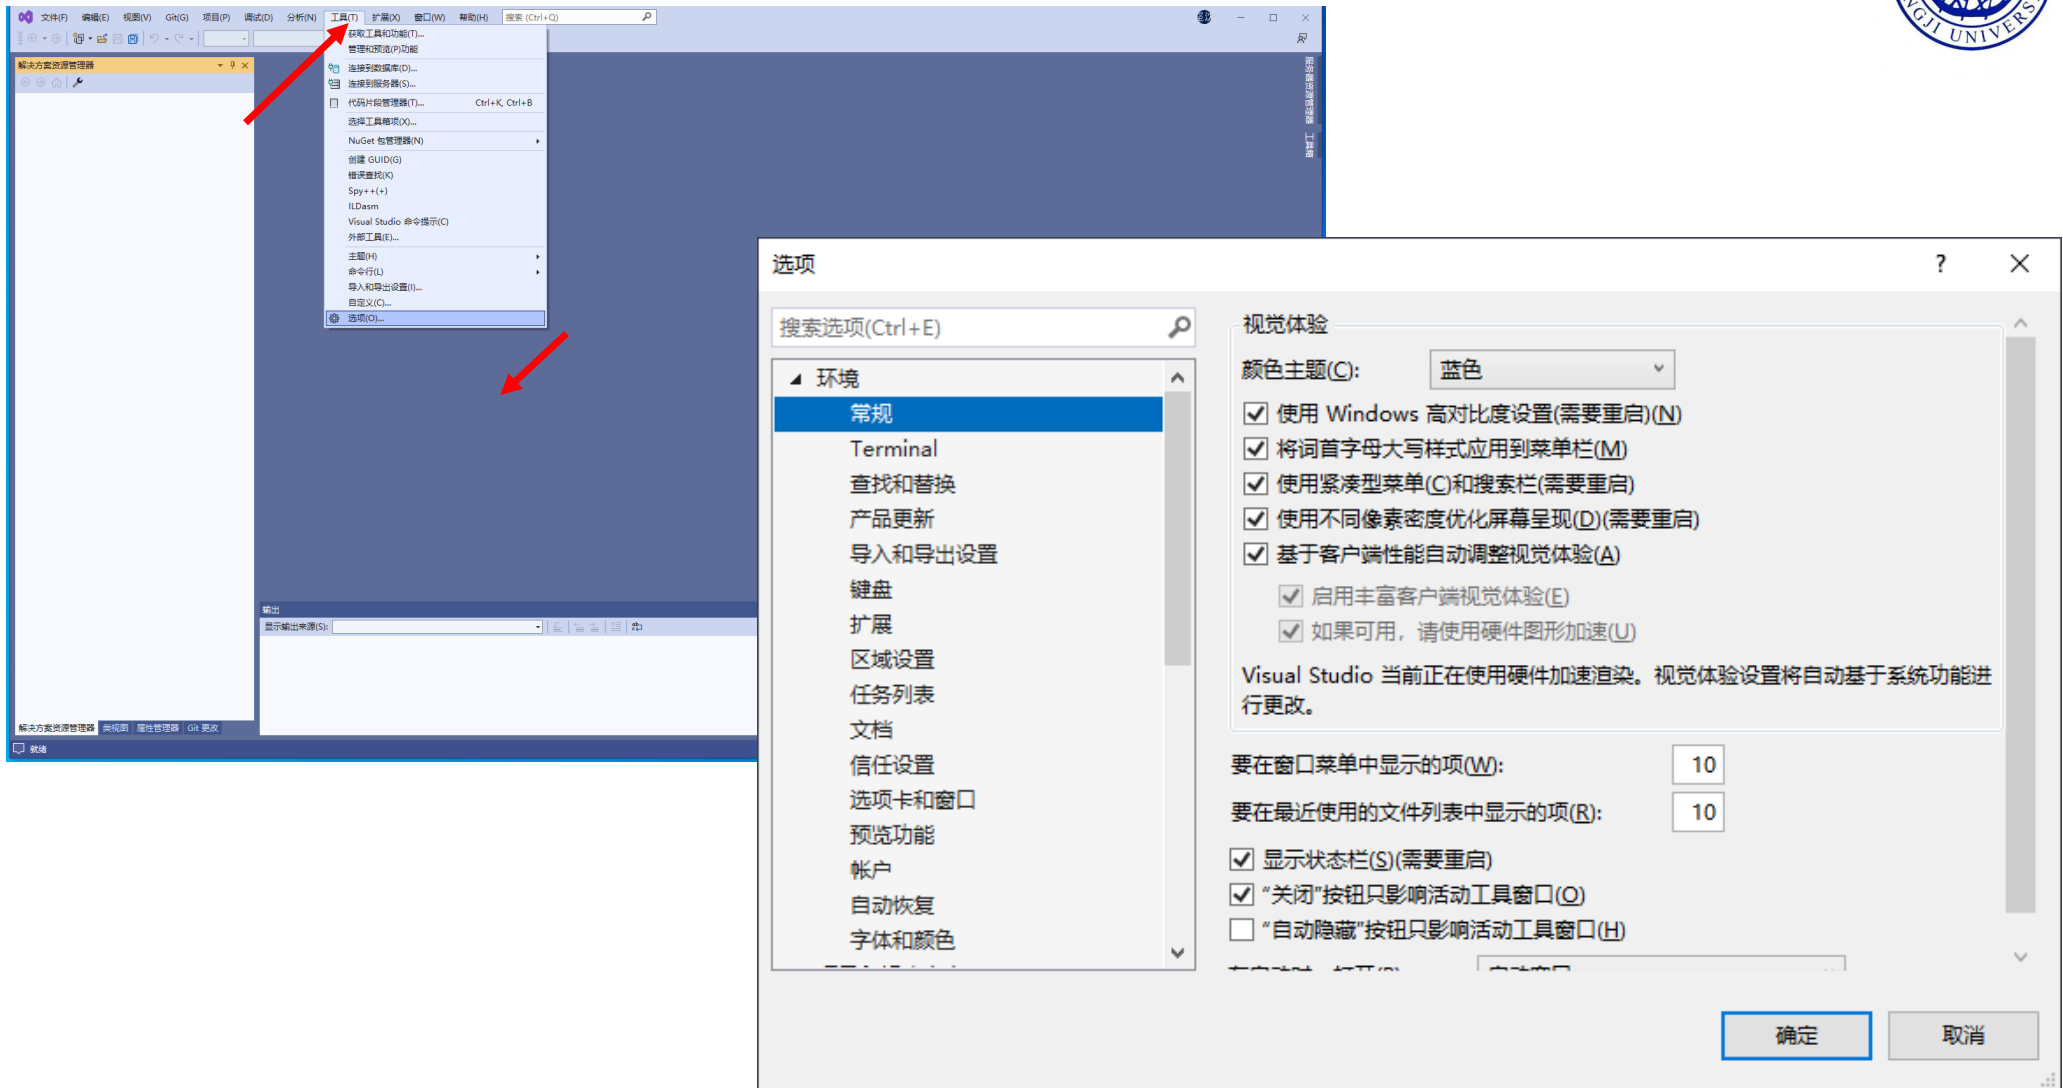 文件(F) 编辑(E) 视图(V) Git(G) 项目(P) 调试(D) 分析(N) 工具(T) 扩展(X) 窗口(W) 帮助(H) 搜索 (Ctrl+Q)
UNIVERS
获取工具和功能(T)...
管理和预览(P)功能
连接到数据库(D)...
连接到服务器(S)...
代码片段管理器(T)... Ctrl+K, Ctrl+B
选择工具箱项(X)...
NuGet 包管理器(N)
创建 GUID(G)
错误查找(K)
Spy++(+)
ILDasm
Visual Studio 命令提示(C)
外部工具(E)...
主题(H)
命令行(L)
导入和导出设置(I)...
自定义(C)...
选项(O)...
解决方案资源管理器
服务器资源管理器 工具箱
输出
显示输出来源(S):
解决方案资源管理器 类视图 属性管理器 Git 更改
就绪
选项 ?
搜索选项(Ctrl+E)
环境
常规
Terminal
查找和替换
产品更新
导入和导出设置
键盘
扩展
区域设置
任务列表
文档
信任设置
选项卡和窗口
预览功能
帐户
自动恢复
字体和颜色
视觉体验
颜色主题(C): 蓝色
使用 Windows 高对比度设置(需要重启)(N)
将词首字母大写样式应用到菜单栏(M)
使用紧凑型菜单(C)和搜索栏(需要重启)
使用不同像素密度优化屏幕呈现(D)(需要重启)
基于客户端性能自动调整视觉体验(A)
启用丰富客户端视觉体验(E)
如果可用，请使用硬件图形加速(U)
Visual Studio 当前正在使用硬件加速渲染。视觉体验设置将自动基于系统功能进
行更改。
要在窗口菜单中显示的项(W): 10
要在最近使用的文件列表中显示的项(R): 10
显示状态栏(S)(需要重启)
“关闭”按钮只影响活动工具窗口(O)
“自动隐藏”按钮只影响活动工具窗口(H)
确定 取消